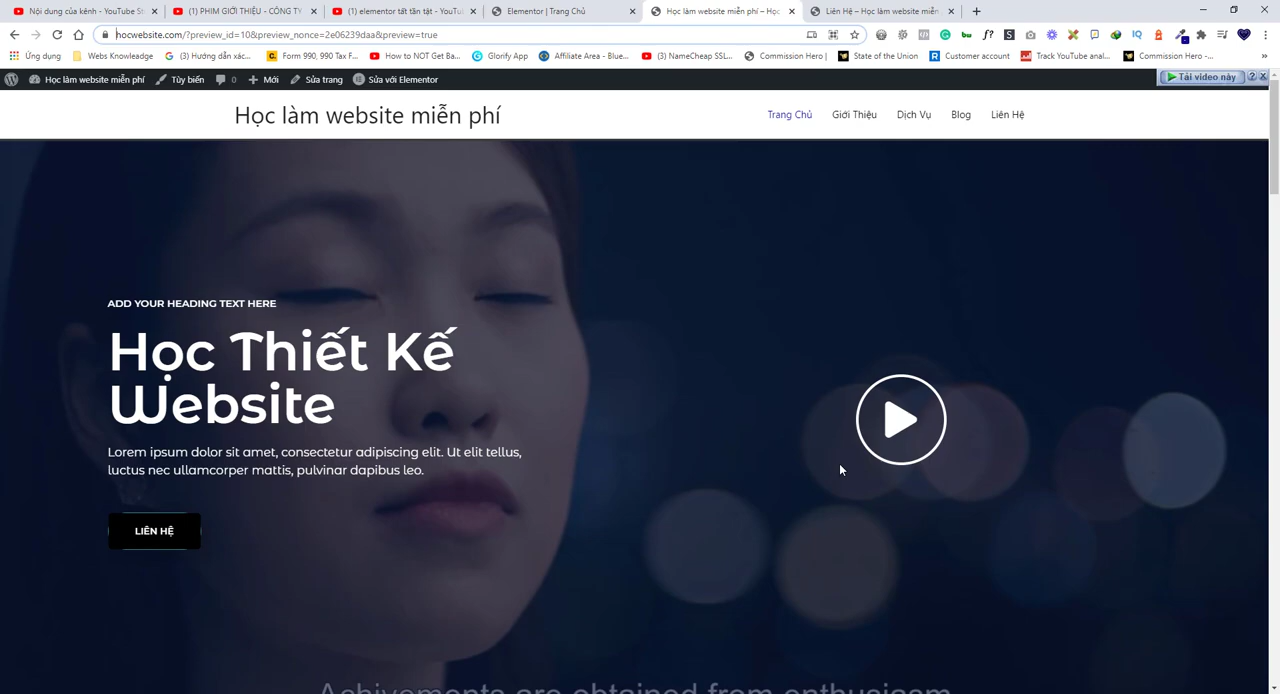 Nội dung của kênh - YouTube St
(1) PHIM GIỚI THIỆU - CÔNG TY
(1) elementor tất tần tật - YouTu
Elementor | Trang Chủ
Học làm website miễn phí – Học
Liên Hệ – Học làm website miễn
hocwebsite.com/?preview_id=10&preview_nonce=2e06239daa&preview=true
Ứng dụng
Webs Knowleadge
(3) Hướng dẫn xác...
Form 990, 990 Tax F...
How to NOT Get Ba...
Glorify App
Affiliate Area - Blue...
(3) NameCheap SSL...
Commission Hero |
State of the Union
Customer account
Track YouTube anal...
Commission Hero -...
Học làm website miễn phí
Tùy biến
0
Mới
Sửa trang
Sửa với Elementor
Tải video này
Học làm website miễn phí
Trang Chủ
Giới Thiệu
Dịch Vụ
Blog
Liên Hệ
ADD YOUR HEADING TEXT HERE
Học Thiết Kế
Website
Lorem ipsum dolor sit amet, consectetur adipiscing elit. Ut elit tellus,
luctus nec ullamcorper mattis, pulvinar dapibus leo.
LIÊN HỆ
Achivements are obtained from enthusiasm